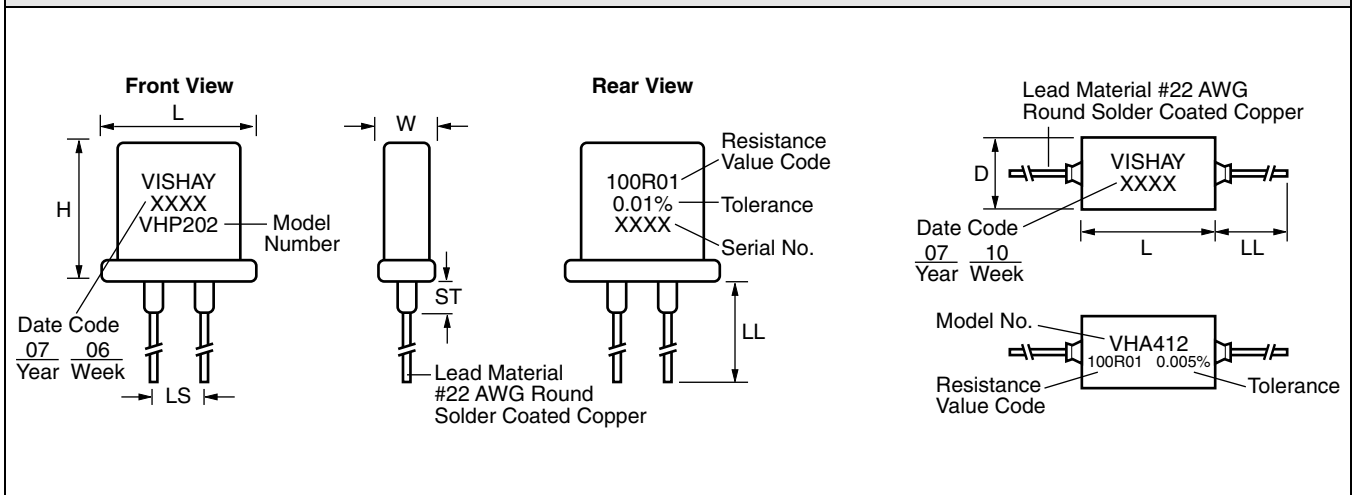 Front View
L
H
VISHAY
XXXX
VHP202
Model
Number
Date Code
07 06
Year Week
LS
W
ST
Lead Material
#22 AWG Round
Solder Coated Copper
Rear View
100R01
0.01%
XXXX
Resistance
Value Code
Tolerance
Serial No.
LL
Lead Material #22 AWG
Round Solder Coated Copper
D
VISHAY
XXXX
Date Code
07 10
Year Week
L
LL
Model No.
VHA412
100R01 0.005%
Resistance
Value Code
Tolerance